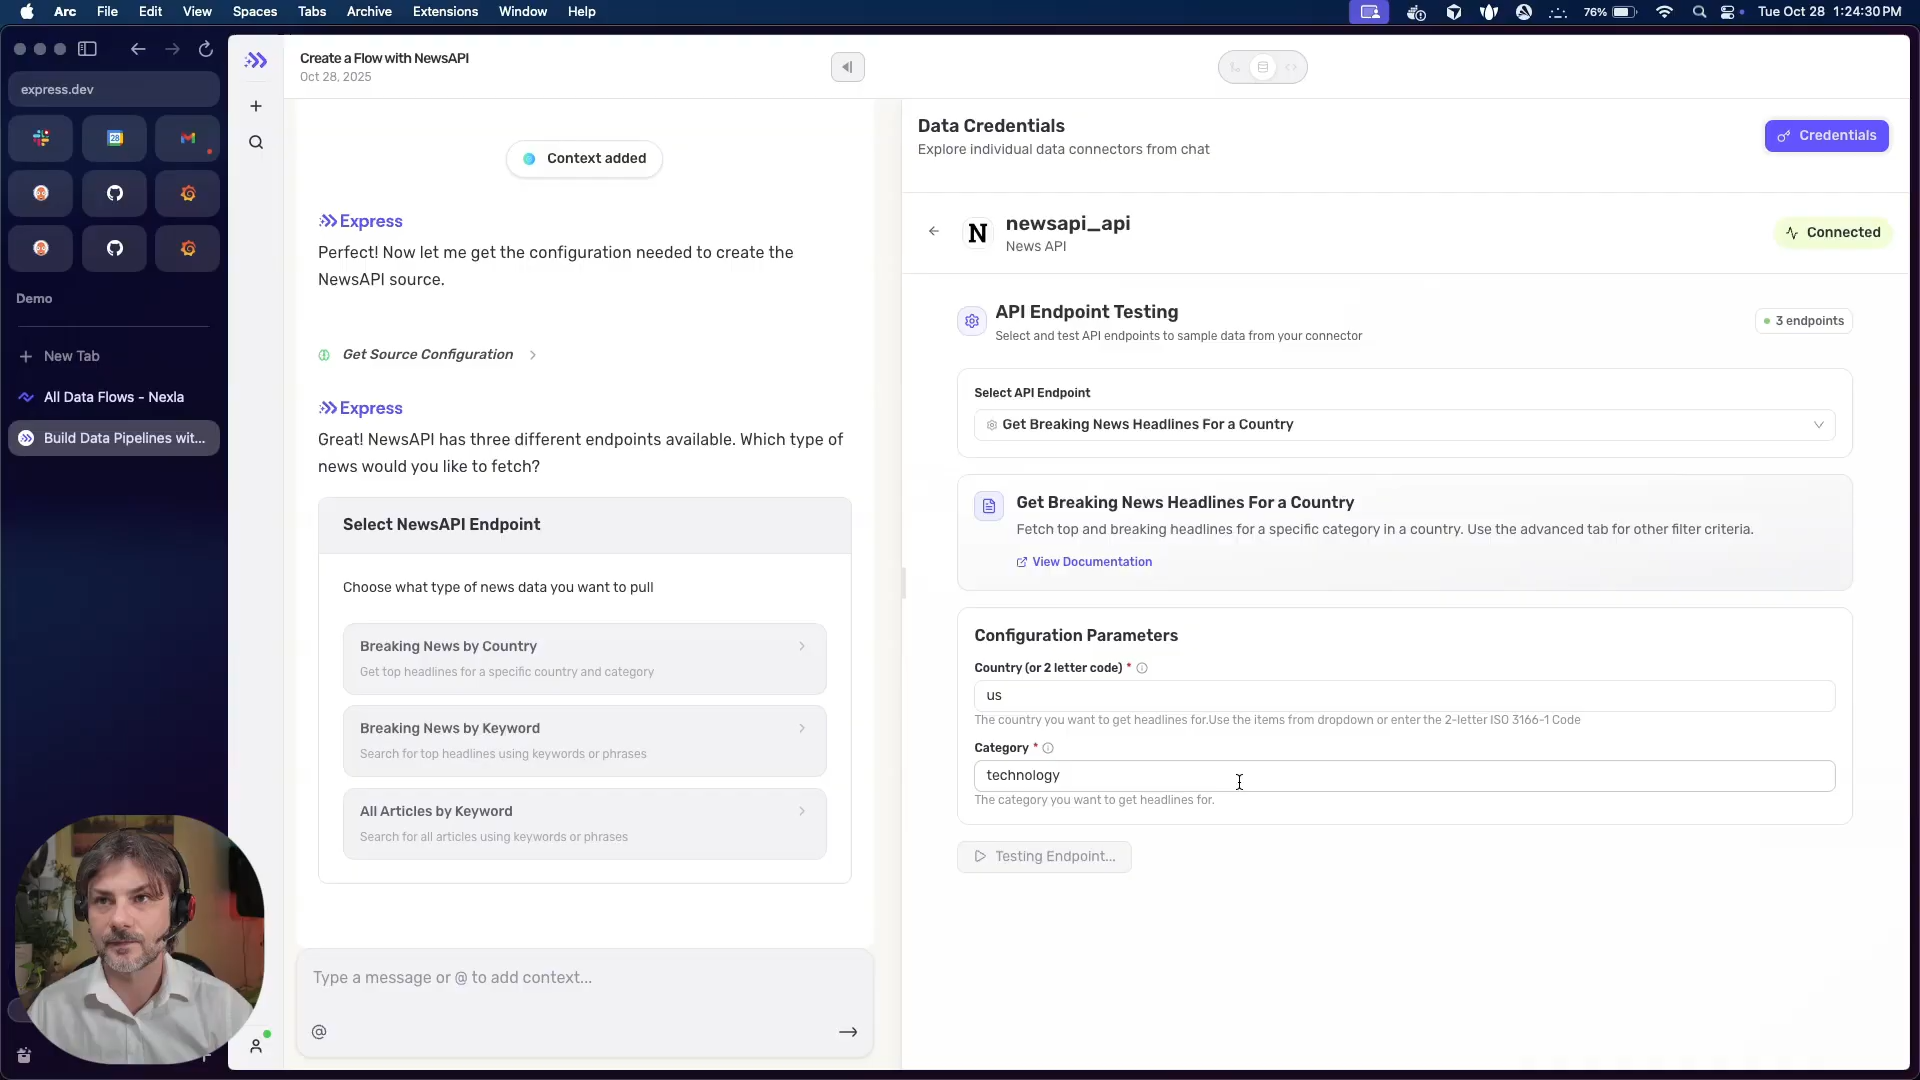 Arc File Edit View Spaces Tabs Archive Extensions Window Help
76% Tue Oct 28 1:24:30 PM
express.dev
28
Demo
New Tab
All Data Flows - Nexla
Build Data Pipelines wit...
Create a Flow with NewsAPI
Oct 28, 2025
Context added
Express
Perfect! Now let me get the configuration needed to create the
NewsAPI source.
Get Source Configuration
Express
Great! NewsAPI has three different endpoints available. Which type of
news would you like to fetch?
Select NewsAPI Endpoint
Choose what type of news data you want to pull
Breaking News by Country
Get top headlines for a specific country and category
Breaking News by Keyword
Search for top headlines using keywords or phrases
All Articles by Keyword
Search for all articles using keywords or phrases
Type a message or @ to add context...
@
Data Credentials
Explore individual data connectors from chat
Credentials
N
newsapi_api
News API
Connected
API Endpoint Testing
Select and test API endpoints to sample data from your connector
3 endpoints
Select API Endpoint
Get Breaking News Headlines For a Country
Get Breaking News Headlines For a Country
Fetch top and breaking headlines for a specific category in a country. Use the advanced tab for other filter criteria.
View Documentation
Configuration Parameters
Country (or 2 letter code) *
us
The country you want to get headlines for.Use the items from dropdown or enter the 2-letter ISO 3166-1 Code
Category *
technology
The category you want to get headlines for.
Testing Endpoint...